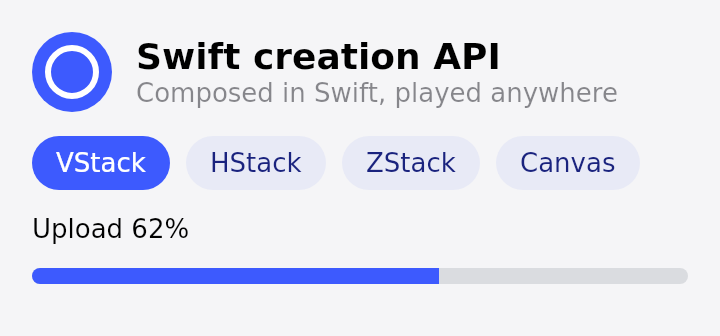 Swift creation API
Composed in Swift, played anywhere
VStack HStack ZStack Canvas
Upload 62%